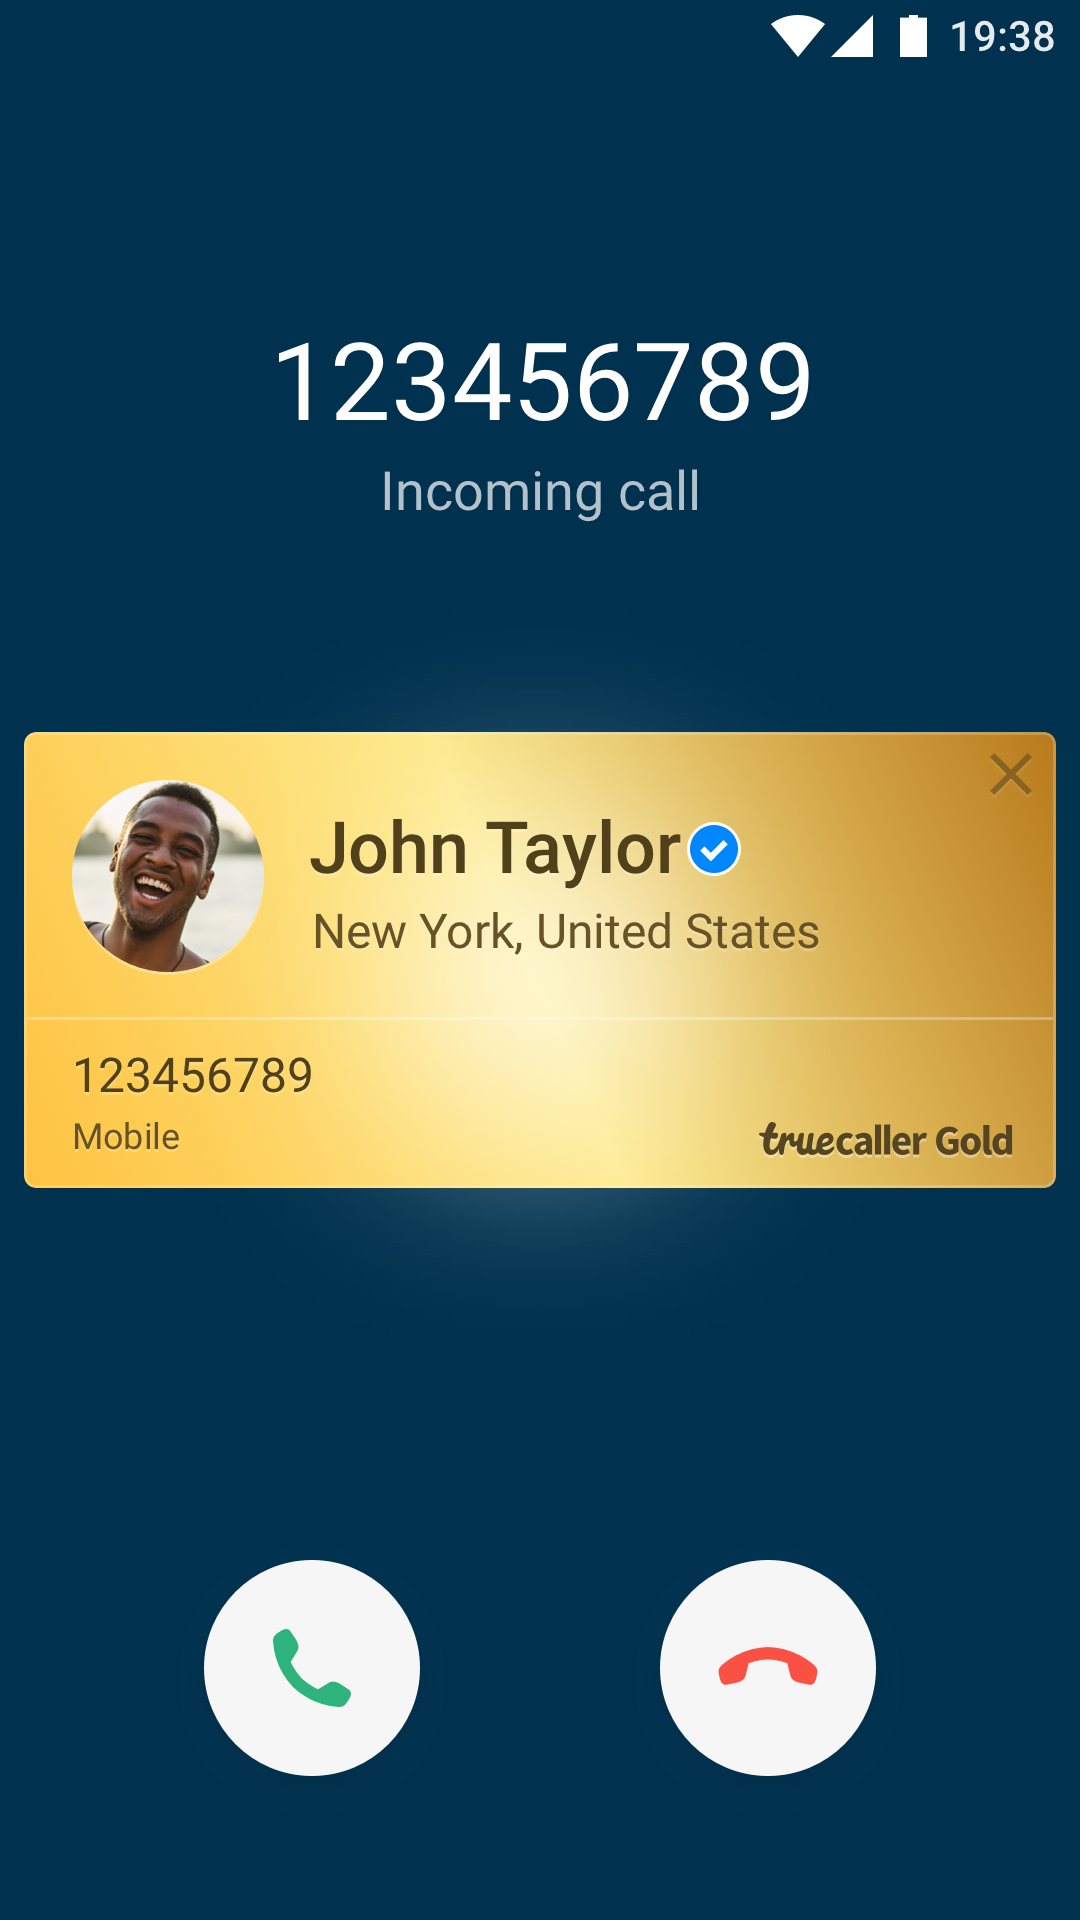 19:38
123456789
Incoming call
John Taylor
New York, United States
123456789
Mobile
truecaller Gold